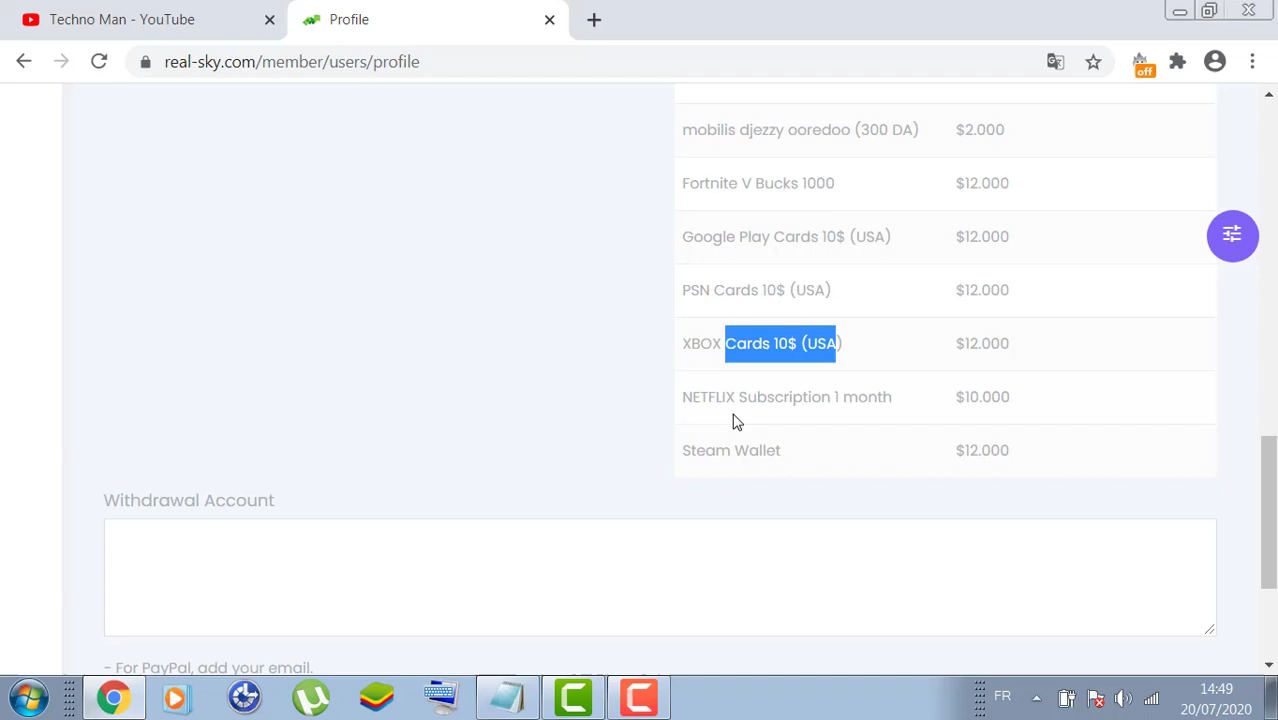 Techno Man - YouTube
Profile
real-sky.com/member/users/profile
off
mobilis djezzy ooredoo (300 DA) $2.000
Fortnite V Bucks 1000 $12.000
Google Play Cards 10$ (USA) $12.000
PSN Cards 10$ (USA) $12.000
XBOX Cards 10$ (USA) $12.000
NETFLIX Subscription 1 month $10.000
Steam Wallet $12.000
Withdrawal Account
- For PayPal, add your email.
FR
14:49
20/07/2020